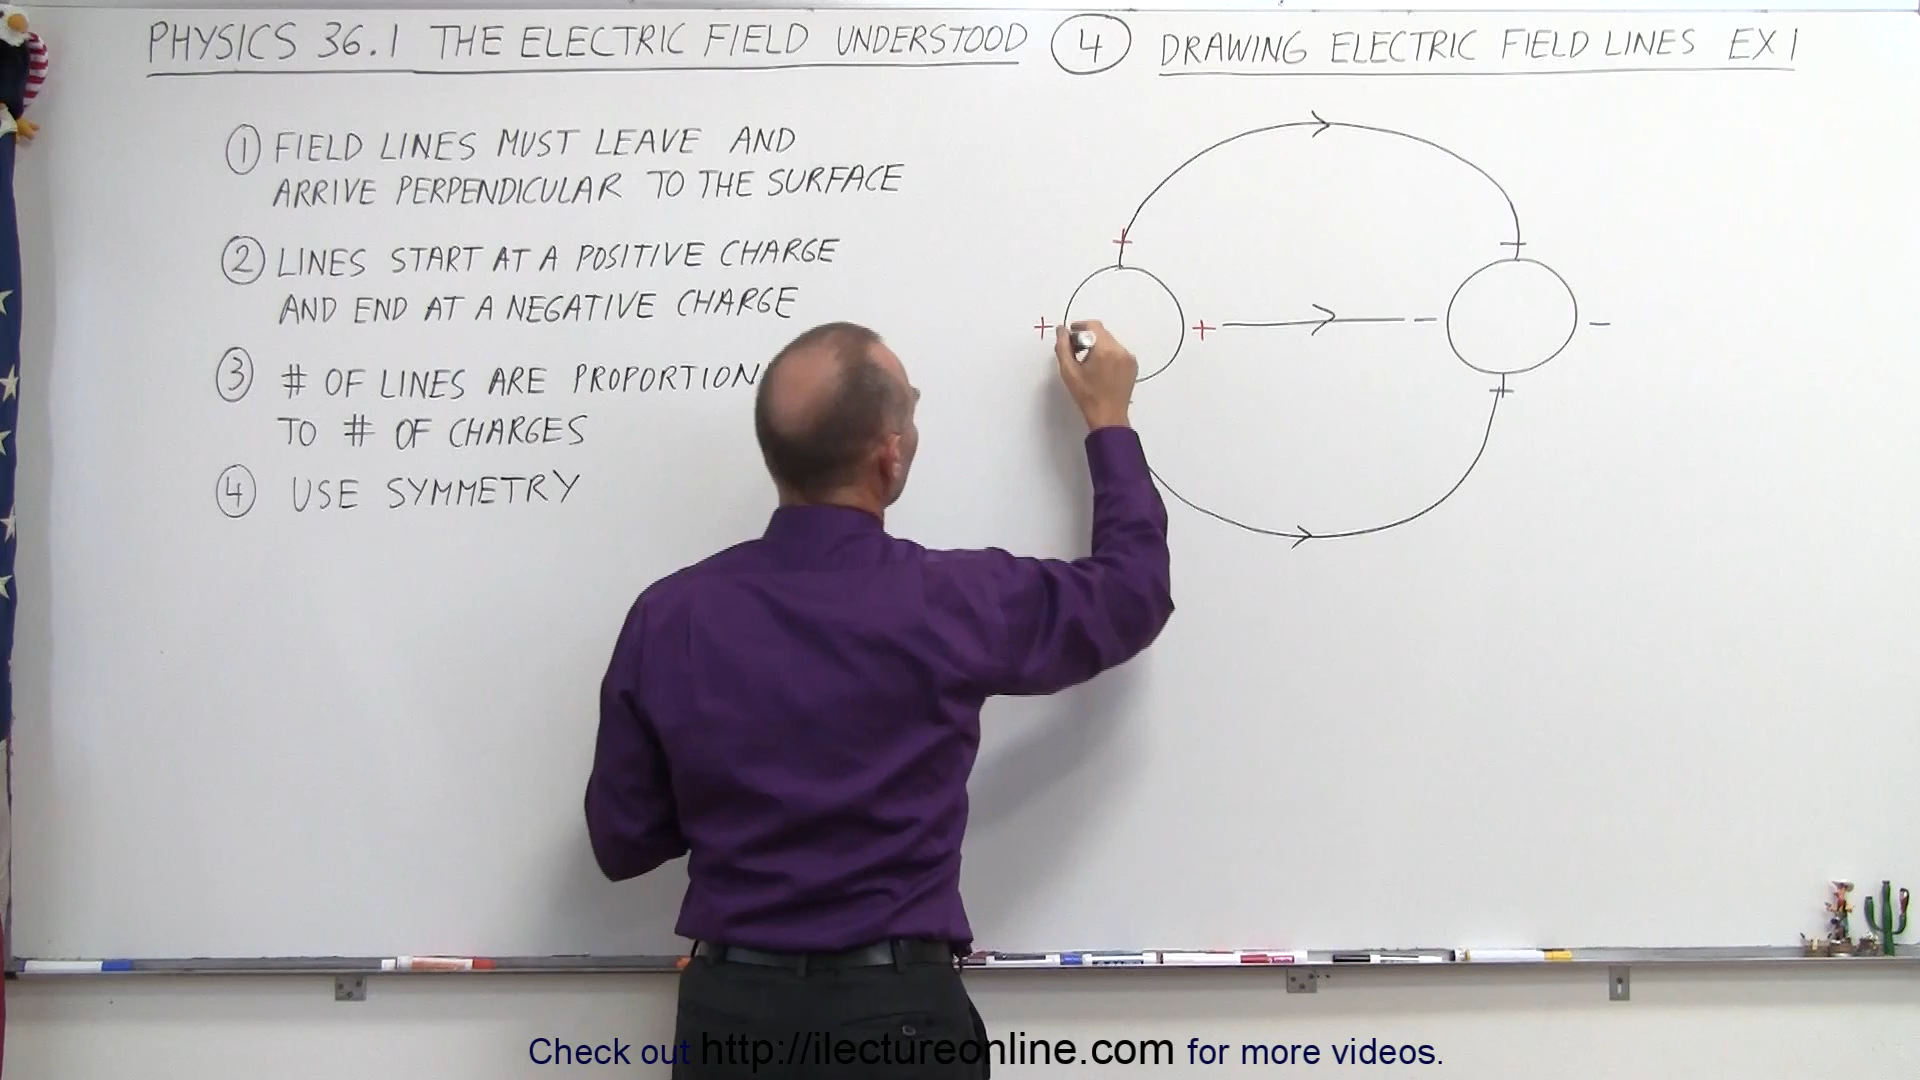 PHYSICS 36.1 THE ELECTRIC FIELD UNDERSTOOD ④ DRAWING ELECTRIC FIELD LINES EX 1
① FIELD LINES MUST LEAVE AND
ARRIVE PERPENDICULAR TO THE SURFACE
② LINES START AT A POSITIVE CHARGE
AND END AT A NEGATIVE CHARGE
③ # OF LINES ARE PROPORTION
TO # OF CHARGES
④ USE SYMMETRY
+ −
+ + − −
Check out http://ilectureonline.com for more videos.